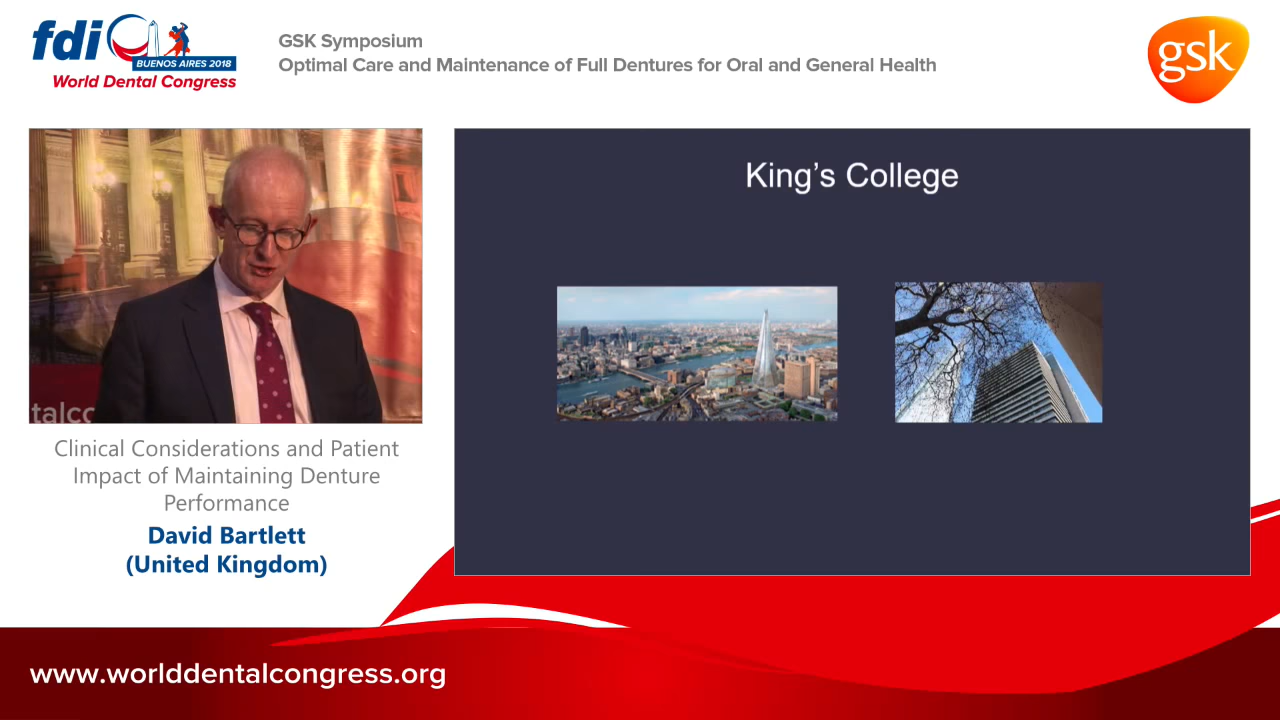 fdi
BUENOS AIRES 2018
World Dental Congress
GSK Symposium
Optimal Care and Maintenance of Full Dentures for Oral and General Health
gsk
King's College
talco
Clinical Considerations and Patient
Impact of Maintaining Denture
Performance
David Bartlett
(United Kingdom)
www.worlddentalcongress.org